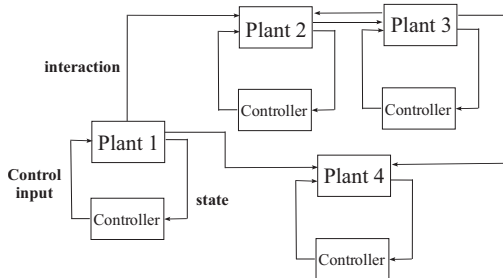 Plant 2
Plant 3
interaction
Controller
Controller
Plant 1
Plant 4
Control
input
state
Controller
Controller